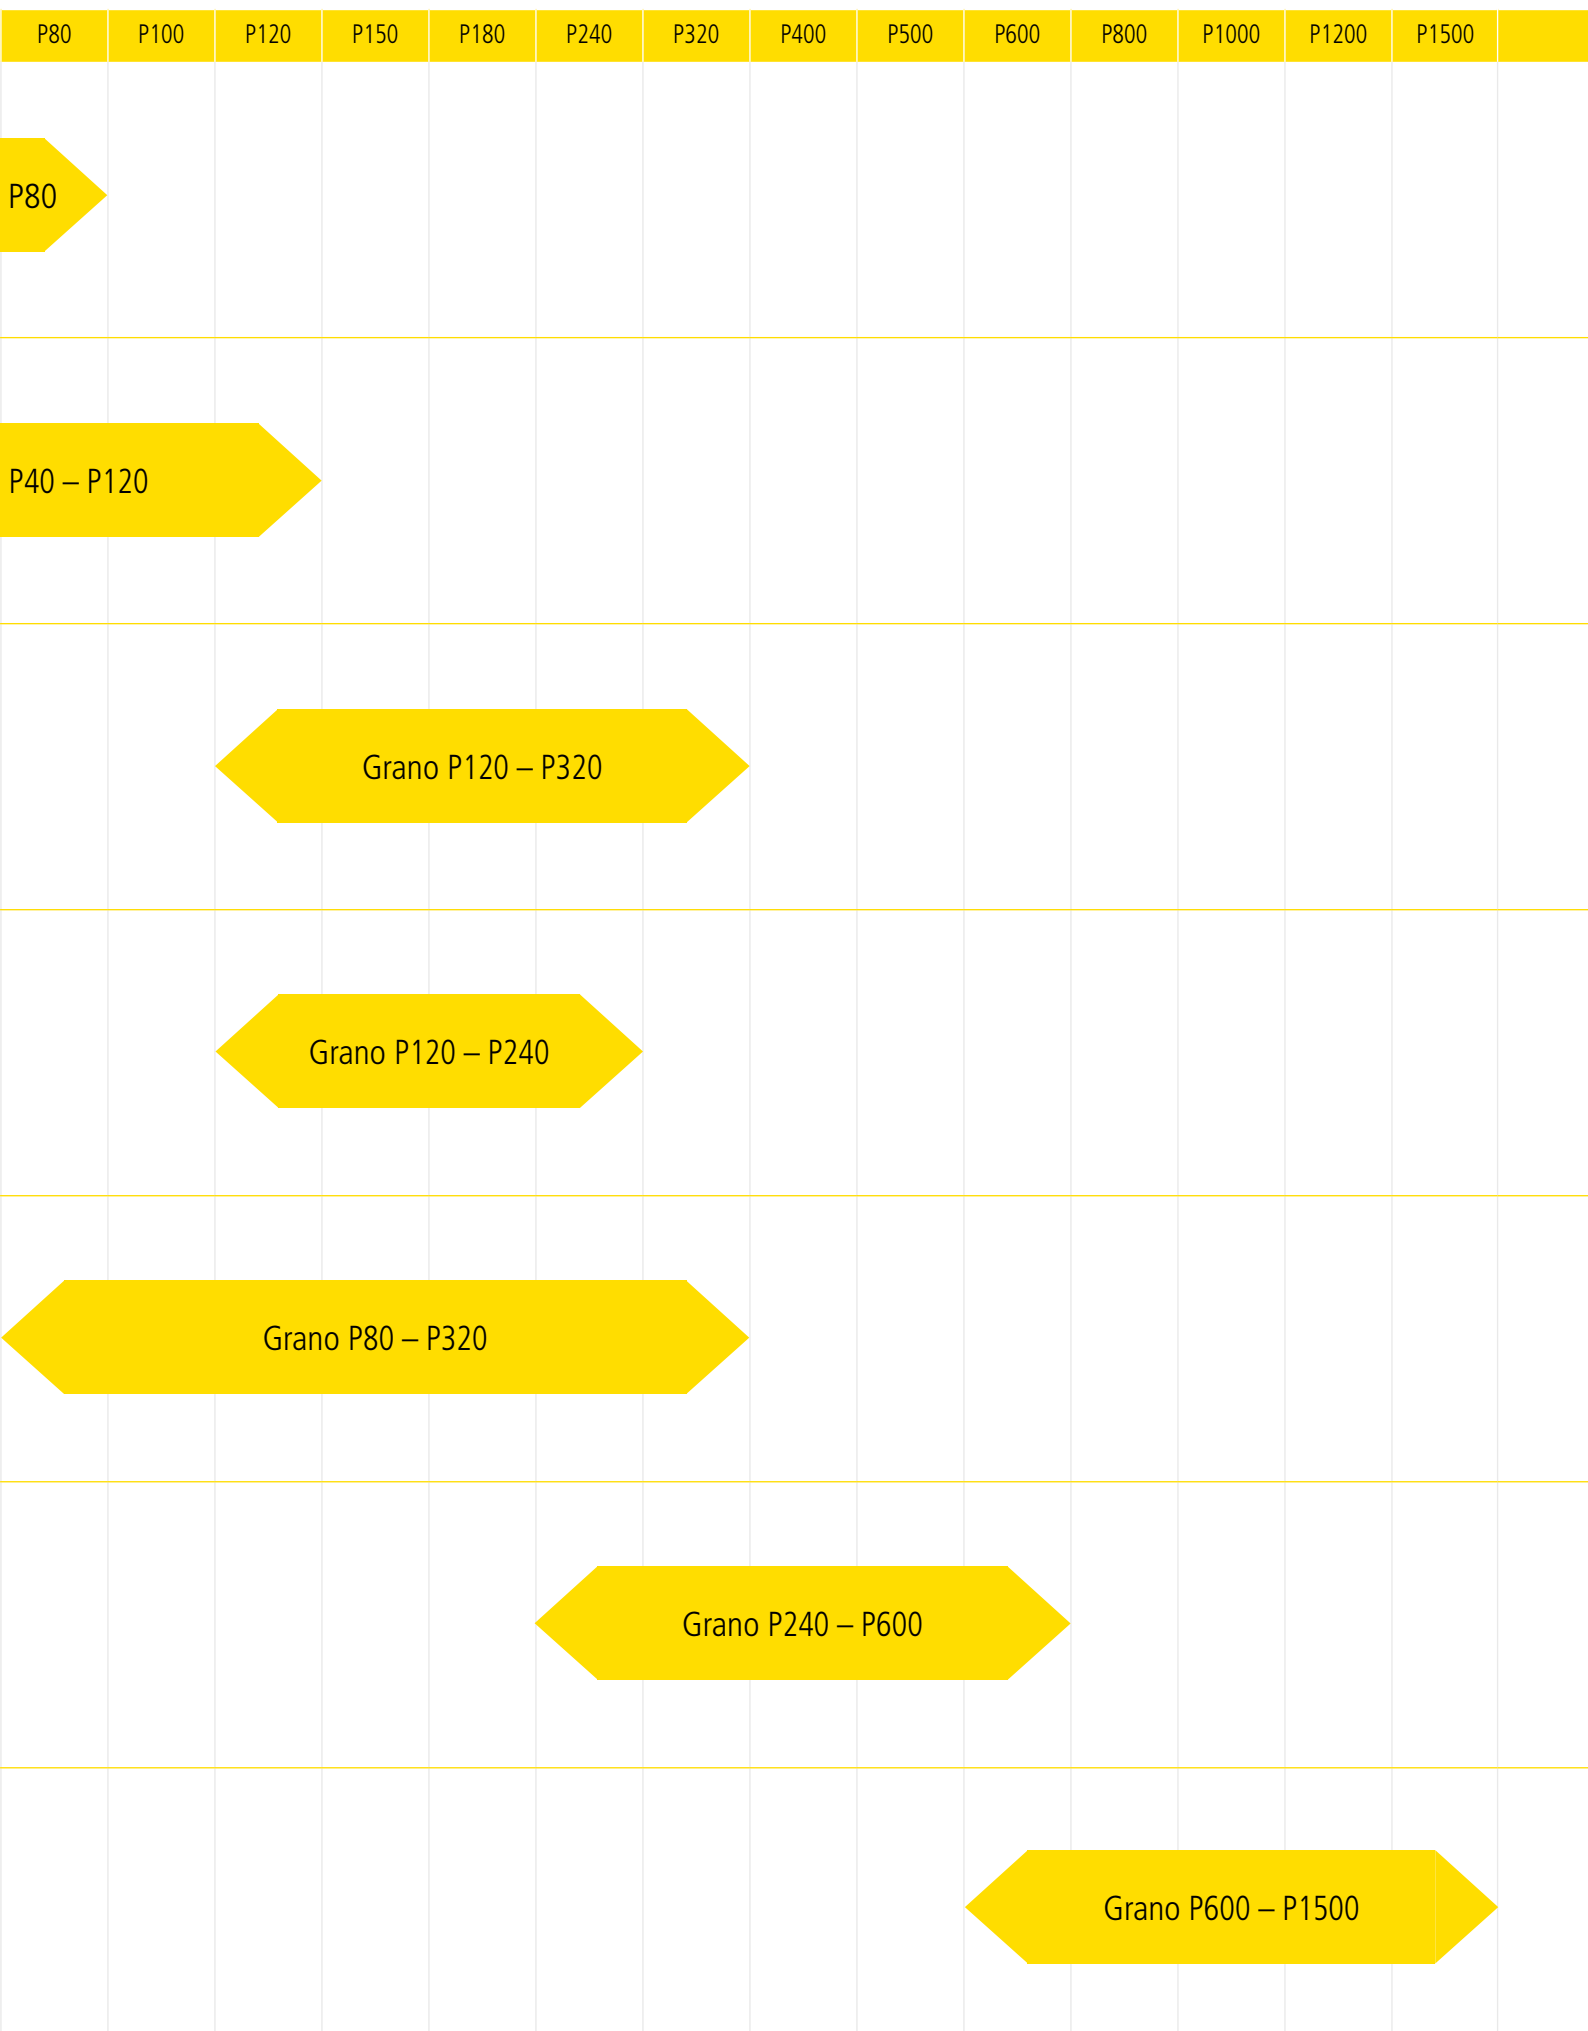 P80 P100 P120 P150 P180 P240 P320 P400 P500 P600 P800 P1000 P1200 P1500
P80
P40 – P120
Grano P120 – P320
Grano P120 – P240
Grano P80 – P320
Grano P240 – P600
Grano P600 – P1500